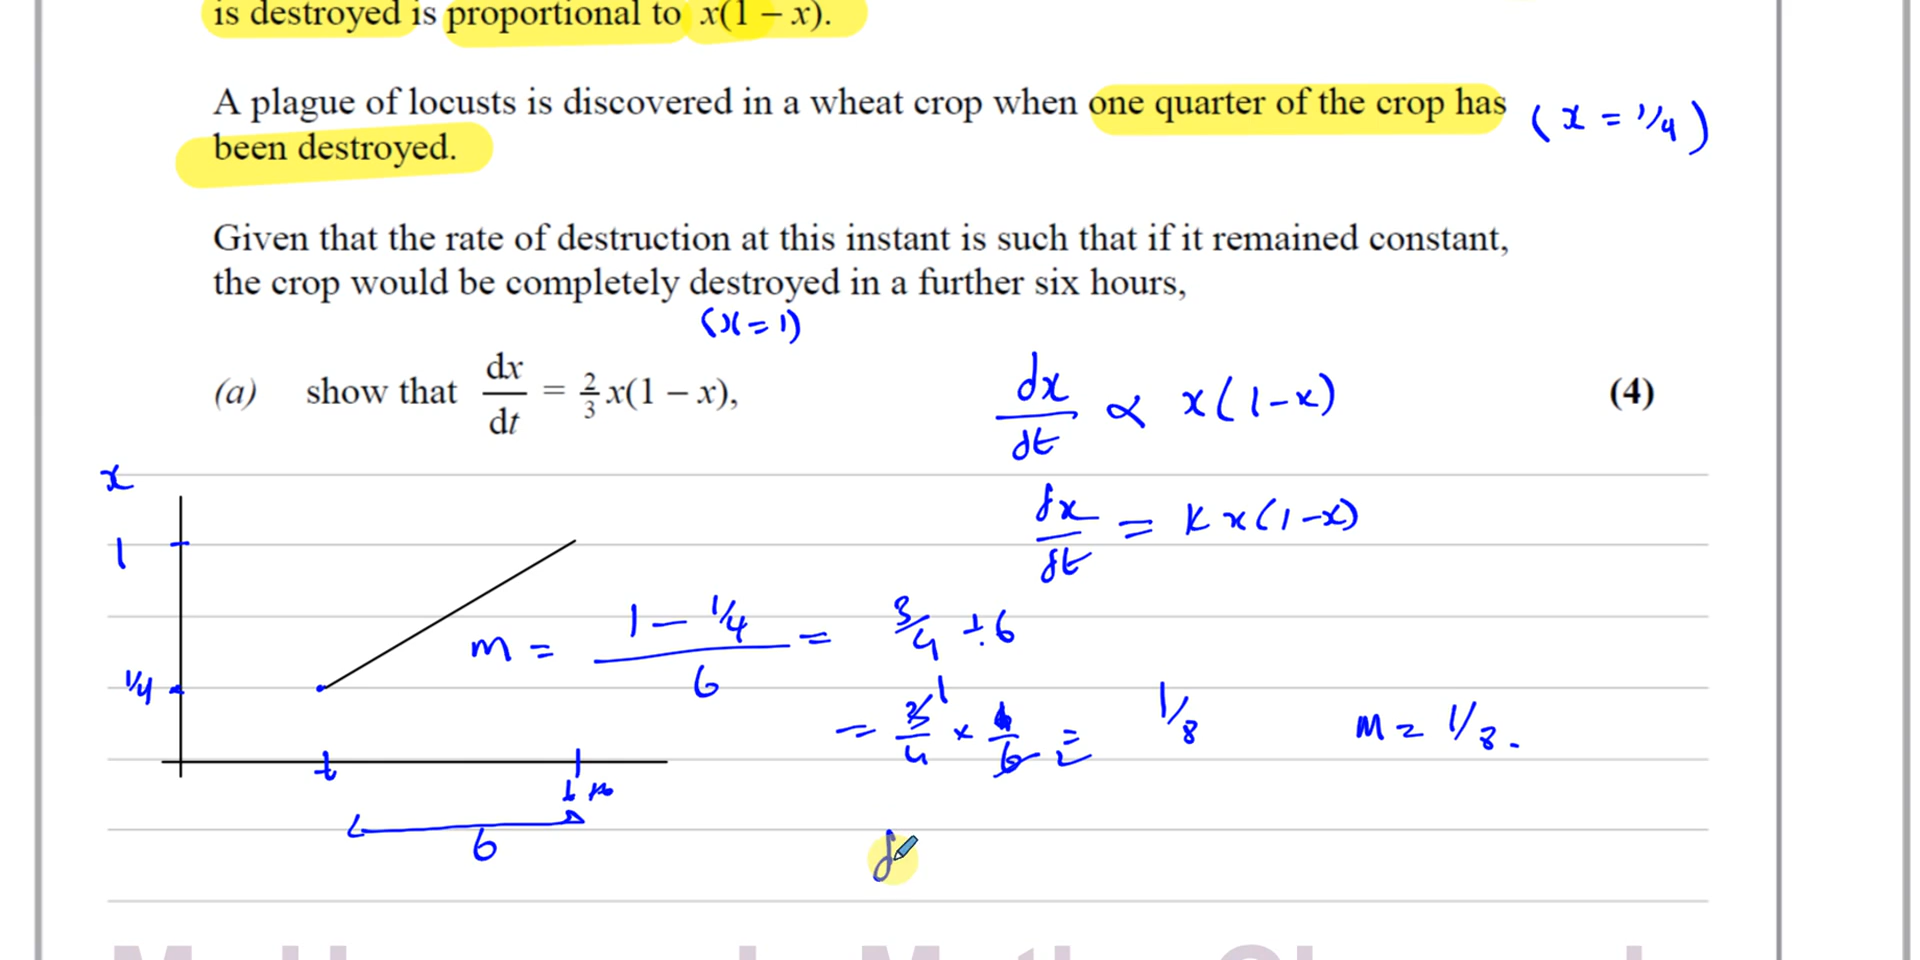 is destroyed is proportional to x(1 – x).
A plague of locusts is discovered in a wheat crop when one quarter of the crop has (x = 1/4)
been destroyed.
Given that the rate of destruction at this instant is such that if it remained constant,
the crop would be completely destroyed in a further six hours,
(x = 1)
(a) show that dx/dt = 2/3 x(1 – x), (4)
dx/dt ∝ x(1-x)
x
dx/dt = k x(1-x)
1
m = (1 - 1/4)/6 = 3/4 ÷ 6
1/4
= 3/4 × 1/6 = 1/8 m = 1/8.
t
6